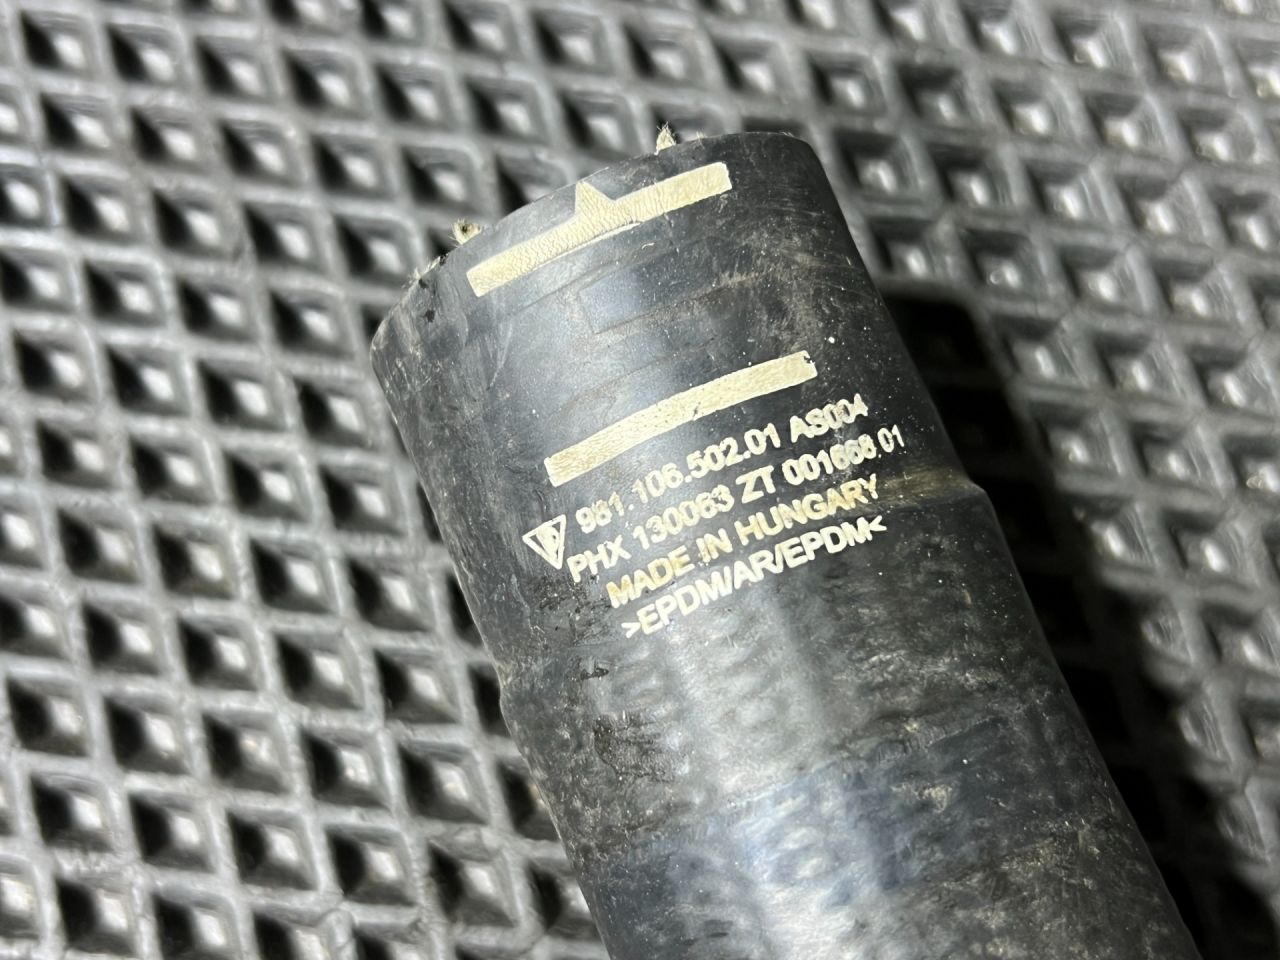 981.106.502.01 AS004
PHX 130063 ZT 001668 01
MADE IN HUNGARY
>EPDM/AR/EPDM<